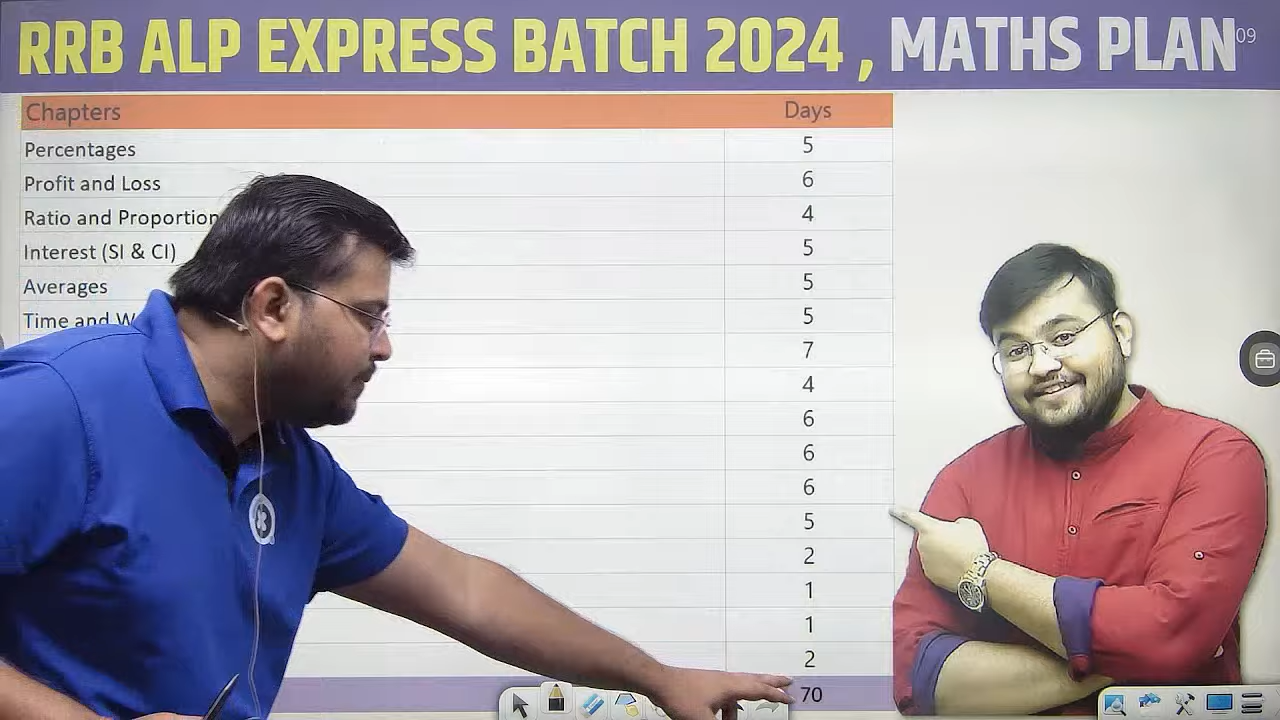 RRB ALP EXPRESS BATCH 2024 , MATHS PLAN 09
Chapters Days
Percentages 5
Profit and Loss 6
Ratio and Proportion 4
Interest (SI & CI) 5
Averages 5
Time and W 5
7
4
6
6
6
5
2
1
1
2
70